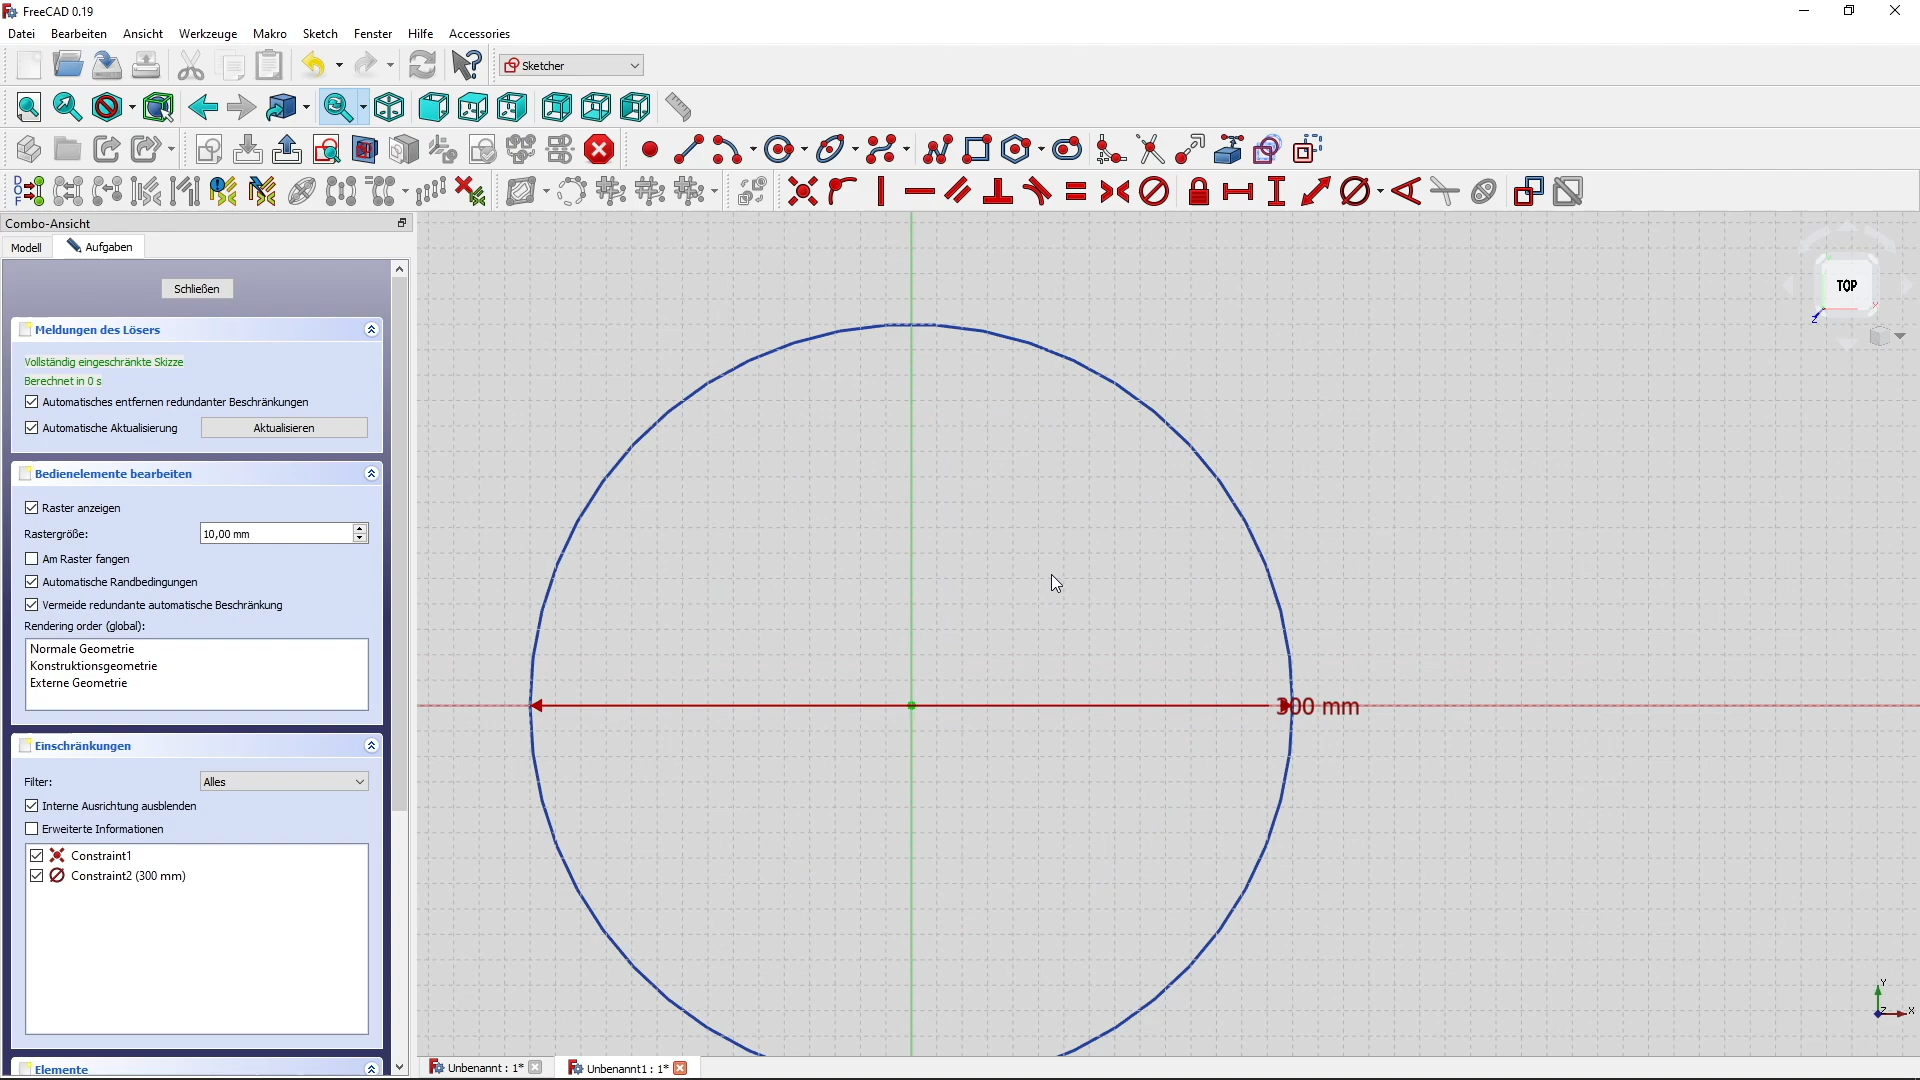 FreeCAD 0.19
Datei Bearbeiten Ansicht Werkzeuge Makro Sketch Fenster Hilfe Accessories
Sketcher
Combo-Ansicht
Modell Aufgaben
Schließen
Meldungen des Lösers
Vollständig eingeschränkte Skizze
Berechnet in 0 s
Automatisches entfernen redundanter Beschränkungen
Automatische Aktualisierung Aktualisieren
Bedienelemente bearbeiten
Raster anzeigen
Rastergröße: 10,00 mm
Am Raster fangen
Automatische Randbedingungen
Vermeide redundante automatische Beschränkung
Rendering order (global):
Normale Geometrie
Konstruktionsgeometrie
Externe Geometrie
Einschränkungen
Filter: Alles
Interne Ausrichtung ausblenden
Erweiterte Informationen
Constraint1
Constraint2 (300 mm)
Elemente
300 mm
TOP
Z
Y
Z X
Unbenannt : 1* Unbenannt1 : 1*